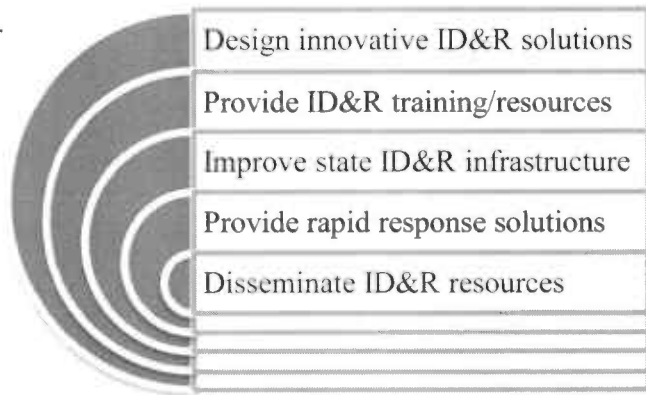 Design innovative ID&R solutions
Provide ID&R training/resources
Improve state ID&R infrastructure
Provide rapid response solutions
Disseminate ID&R resources